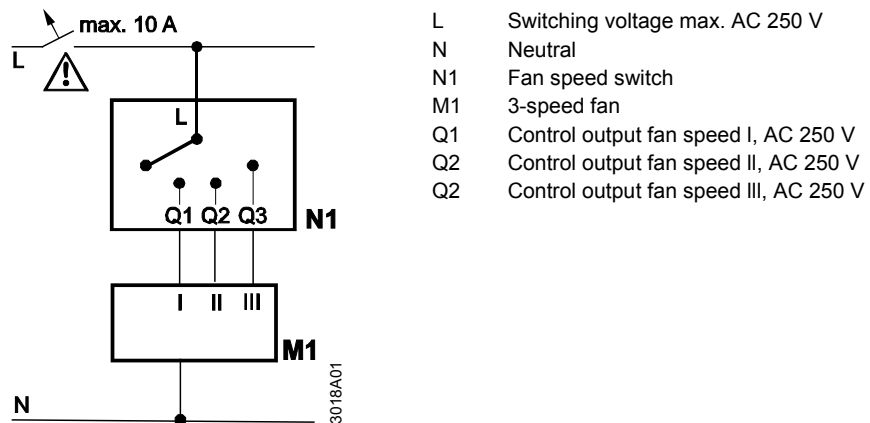 max. 10 A
L
L
Q1 Q2 Q3
N1
I II III
M1
N
3018A01
L Switching voltage max. AC 250 V
N Neutral
N1 Fan speed switch
M1 3-speed fan
Q1 Control output fan speed I, AC 250 V
Q2 Control output fan speed II, AC 250 V
Q2 Control output fan speed III, AC 250 V